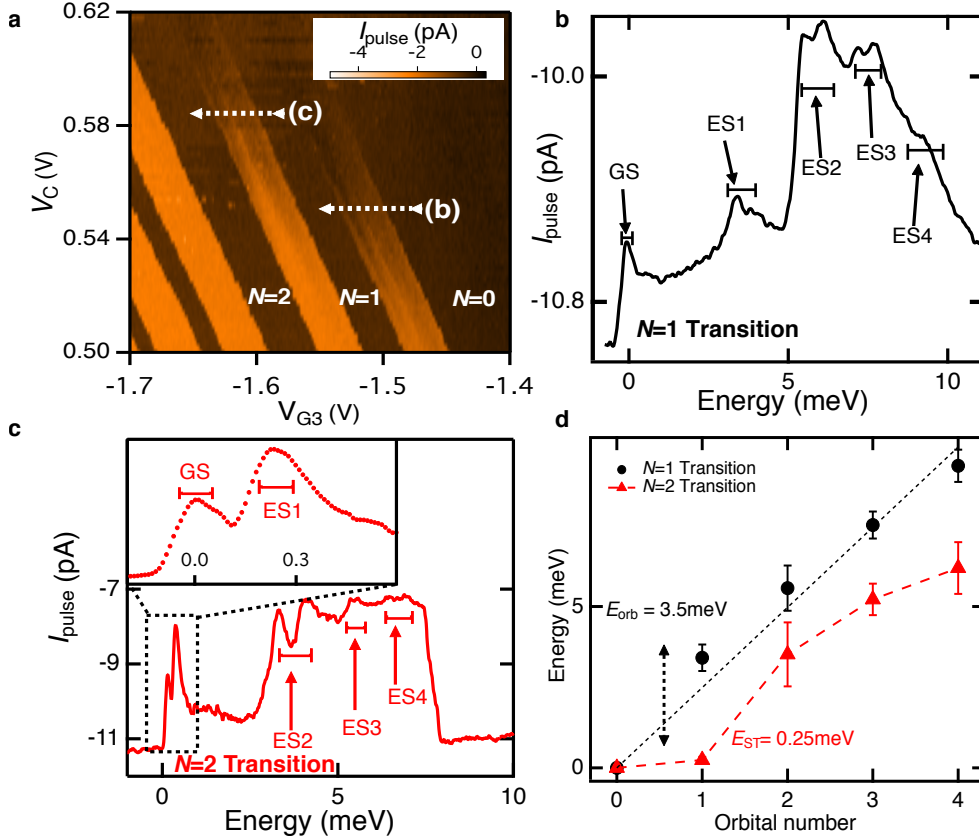 a
I_pulse (pA)
-4 -2 0
0.62
0.58
0.54
0.50
V_C (V)
(c)
(b)
N=2 N=1 N=0
-1.7 -1.6 -1.5 -1.4
V_G3 (V)
b
-10.0
-10.8
I_pulse (pA)
GS
ES1
ES2
ES3
ES4
N=1 Transition
0 5 10
Energy (meV)
c
GS
ES1
0.0 0.3
-7
-9
-11
I_pulse (pA)
ES2
ES3
ES4
N=2 Transition
0 5 10
Energy (meV)
d
N=1 Transition
N=2 Transition
E_orb = 3.5meV
E_ST = 0.25meV
5
0
Energy (meV)
0 1 2 3 4
Orbital number